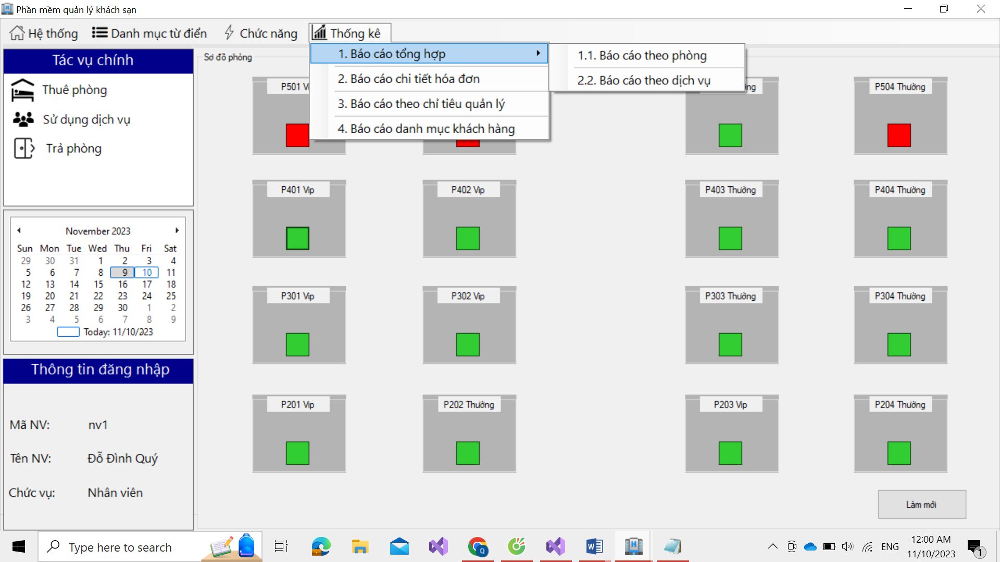 Phần mềm quản lý khách sạn
Hệ thống
Danh mục từ điển
Chức năng
Thống kê
1. Báo cáo tổng hợp
2. Báo cáo chi tiết hóa đơn
3. Báo cáo theo chỉ tiêu quản lý
4. Báo cáo danh mục khách hàng
1.1. Báo cáo theo phòng
2.2. Báo cáo theo dịch vụ
Tác vụ chính
Thuê phòng
Sử dụng dịch vụ
Trả phòng
November 2023
Sun Mon Tue Wed Thu Fri Sat
29 30 31 1 2 3 4
5 6 7 8 9 10 11
12 13 14 15 16 17 18
19 20 21 22 23 24 25
26 27 28 29 30 1 2
3 4 5 6 7 8 9
Today: 11/10/223
Thông tin đăng nhập
Mã NV: nv1
Tên NV: Đỗ Đình Quý
Chức vụ: Nhân viên
Sơ đồ phòng
P501
P504 Thường
P401 Vip
P402 Vip
P403 Thường
P404 Thường
P301 Vip
P302 Vip
P303 Thường
P304 Thường
P201 Vip
P202 Thường
P203 Vip
P204 Thường
Làm mới
Type here to search
Q
H
ENG
12:00 AM
11/10/2023
1